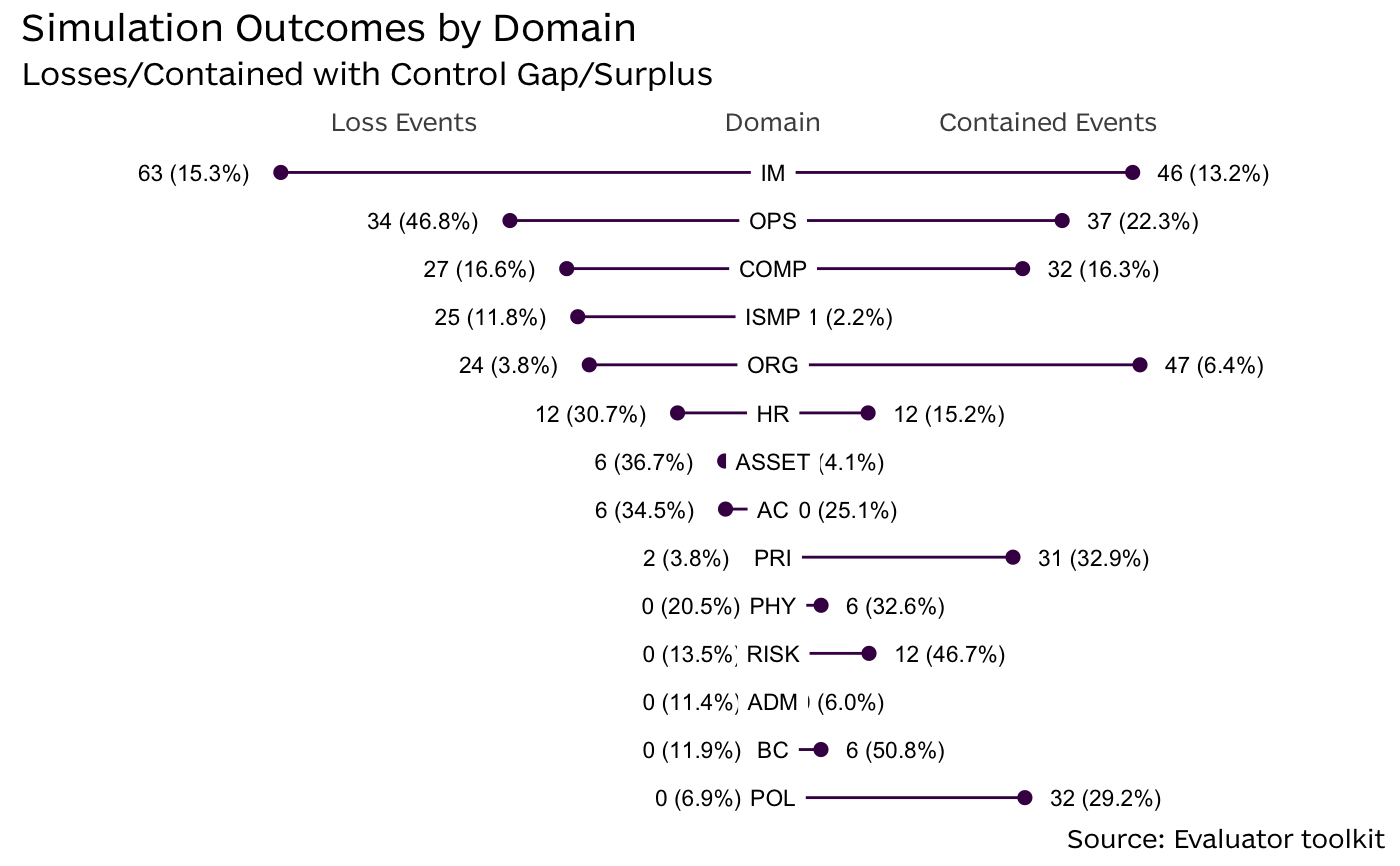 Simulation Outcomes by Domain
Losses/Contained with Control Gap/Surplus
Loss Events Domain Contained Events
63 (15.3%) IM 46 (13.2%)
34 (46.8%) OPS 37 (22.3%)
27 (16.6%) COMP 32 (16.3%)
25 (11.8%) ISMP 1 (2.2%)
24 (3.8%) ORG 47 (6.4%)
12 (30.7%) HR 12 (15.2%)
6 (36.7%) ASSET (4.1%)
6 (34.5%) AC 0 (25.1%)
2 (3.8%) PRI 31 (32.9%)
0 (20.5%) PHY 6 (32.6%)
0 (13.5%) RISK 12 (46.7%)
0 (11.4%) ADM (6.0%)
0 (11.9%) BC 6 (50.8%)
0 (6.9%) POL 32 (29.2%)
Source: Evaluator toolkit